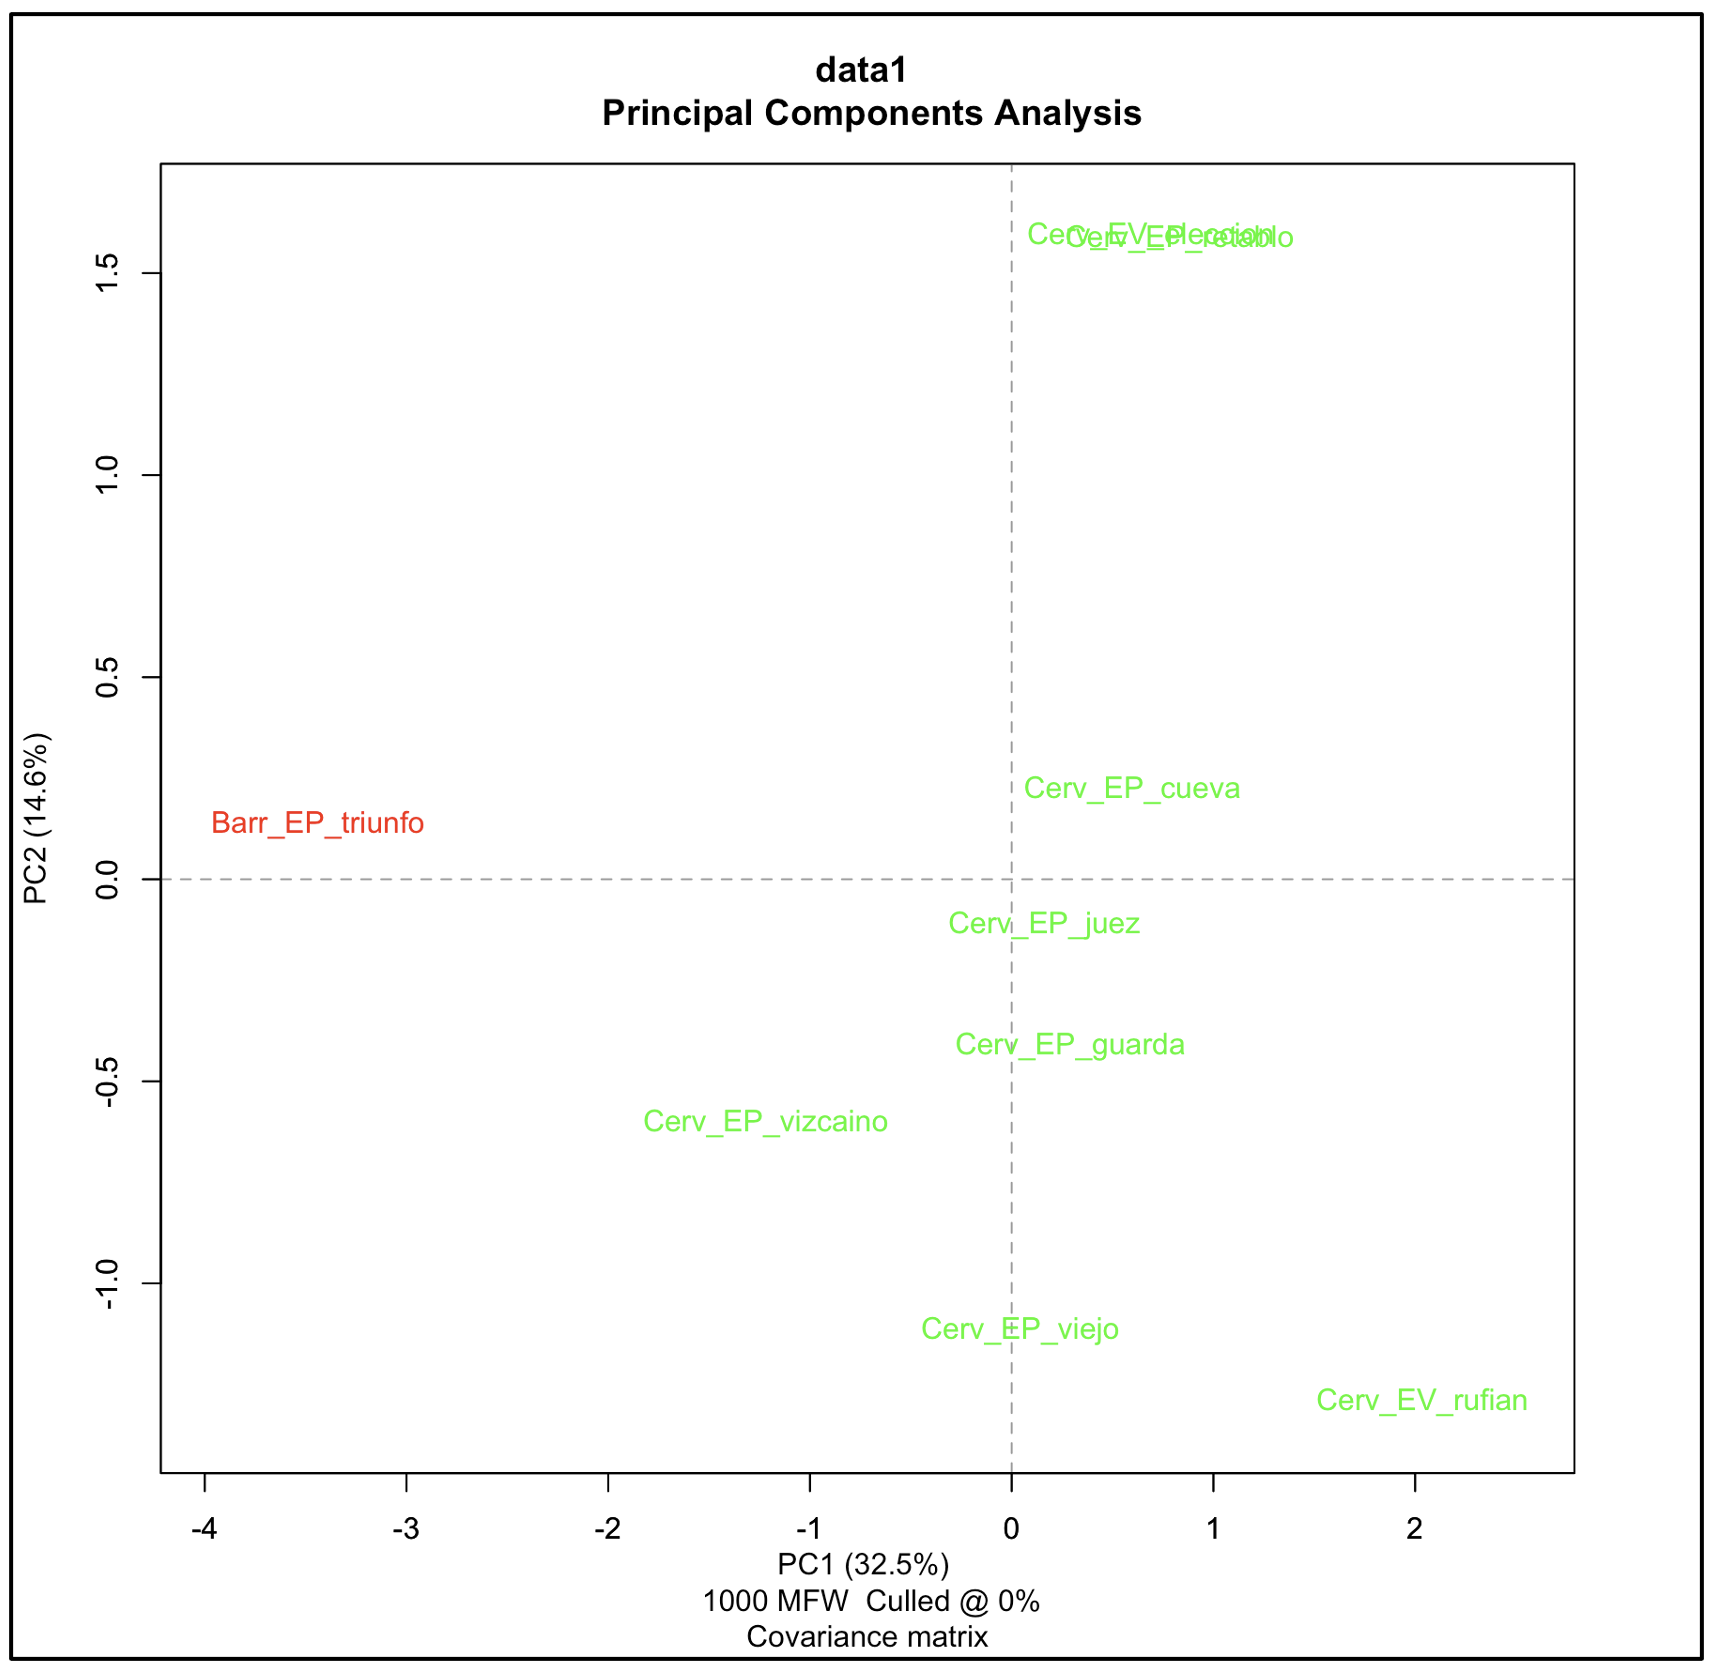 data1
Principal Components Analysis
Cerv_EV_eleccion
Cerv_EP_retablo
1.5
1.0
0.5
Cerv_EP_cueva
Barr_EP_triunfo
PC2 (14.6%)
0.0
Cerv_EP_juez
Cerv_EP_guarda
-0.5
Cerv_EP_vizcaino
-1.0
Cerv_EP_viejo
Cerv_EV_rufian
-4 -3 -2 -1 0 1 2
PC1 (32.5%)
1000 MFW Culled @ 0%
Covariance matrix